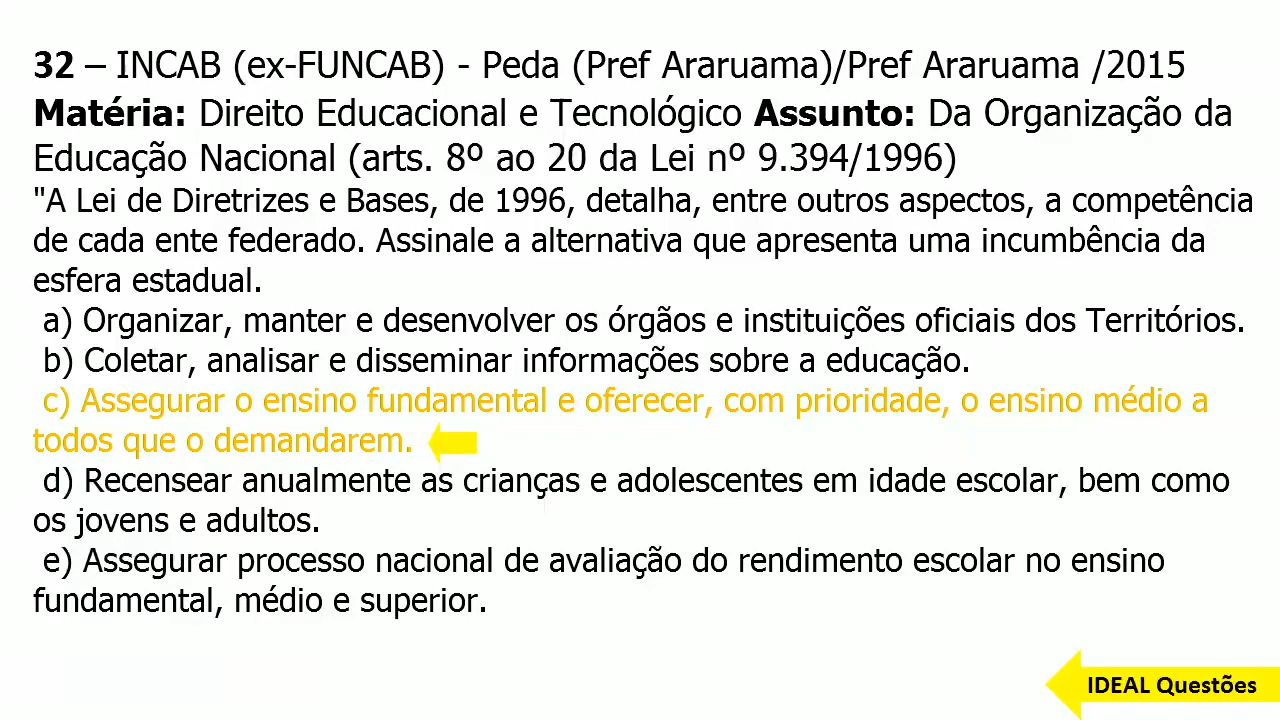 32 – INCAB (ex-FUNCAB) - Peda (Pref Araruama)/Pref Araruama /2015
Matéria: Direito Educacional e Tecnológico Assunto: Da Organização da
Educação Nacional (arts. 8º ao 20 da Lei nº 9.394/1996)
"A Lei de Diretrizes e Bases, de 1996, detalha, entre outros aspectos, a competência
de cada ente federado. Assinale a alternativa que apresenta uma incumbência da
esfera estadual.
a) Organizar, manter e desenvolver os órgãos e instituições oficiais dos Territórios.
b) Coletar, analisar e disseminar informações sobre a educação.
c) Assegurar o ensino fundamental e oferecer, com prioridade, o ensino médio a
todos que o demandarem.
d) Recensear anualmente as crianças e adolescentes em idade escolar, bem como
os jovens e adultos.
e) Assegurar processo nacional de avaliação do rendimento escolar no ensino
fundamental, médio e superior.
IDEAL Questões